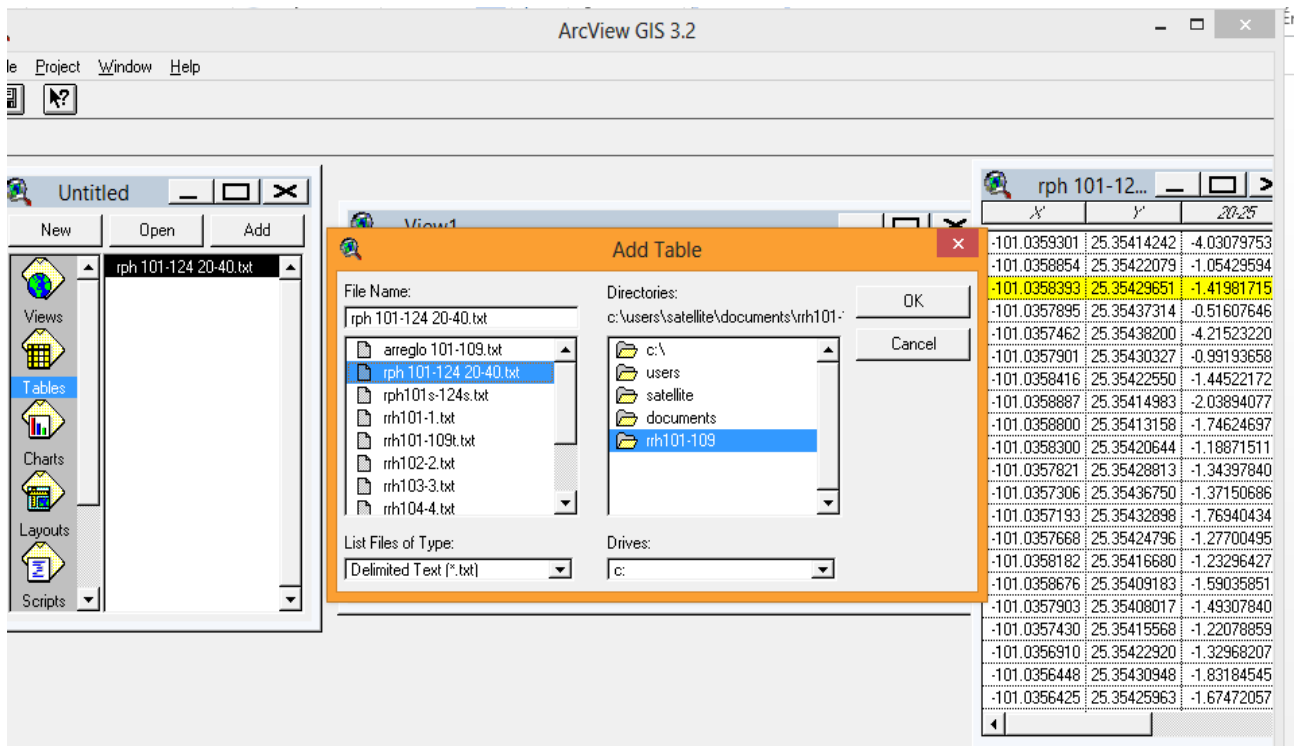 ArcView GIS 3.2
Project Window Help
Untitled
New Open Add
Views
Tables
Charts
Layouts
Scripts
rph 101-124 20-40.txt
View1
Add Table
File Name:
rph 101-124 20-40.txt
arreglo 101-109.txt
rph 101-124 20-40.txt
rph101s-124s.txt
rrh101-1.txt
rrh101-109t.txt
rrh102-2.txt
rrh103-3.txt
rrh104-4.txt
List Files of Type:
Delimited Text (*.txt)
Directories:
c:\users\satellite\documents\rrh101-
c:\
users
satellite
documents
rrh101-109
Drives:
c:
OK
Cancel
rph 101-12...
X Y 20-25
-101.0359301 25.35414242 -4.03079753
-101.0358854 25.35422079 -1.05429594
-101.0358393 25.35429651 -1.41981715
-101.0357895 25.35437314 -0.51607646
-101.0357462 25.35438200 -4.21523220
-101.0357901 25.35430327 -0.99193658
-101.0358416 25.35422550 -1.44522172
-101.0358887 25.35414983 -2.03894077
-101.0358800 25.35413158 -1.74624697
-101.0358300 25.35420644 -1.18871511
-101.0357821 25.35428813 -1.34397840
-101.0357306 25.35436750 -1.37150686
-101.0357193 25.35432898 -1.76940434
-101.0357668 25.35424796 -1.27700495
-101.0358182 25.35416680 -1.23296427
-101.0358676 25.35409183 -1.59035851
-101.0357903 25.35408017 -1.49307840
-101.0357430 25.35415568 -1.22078859
-101.0356910 25.35422920 -1.32968207
-101.0356448 25.35430948 -1.83184545
-101.0356425 25.35425963 -1.67472057